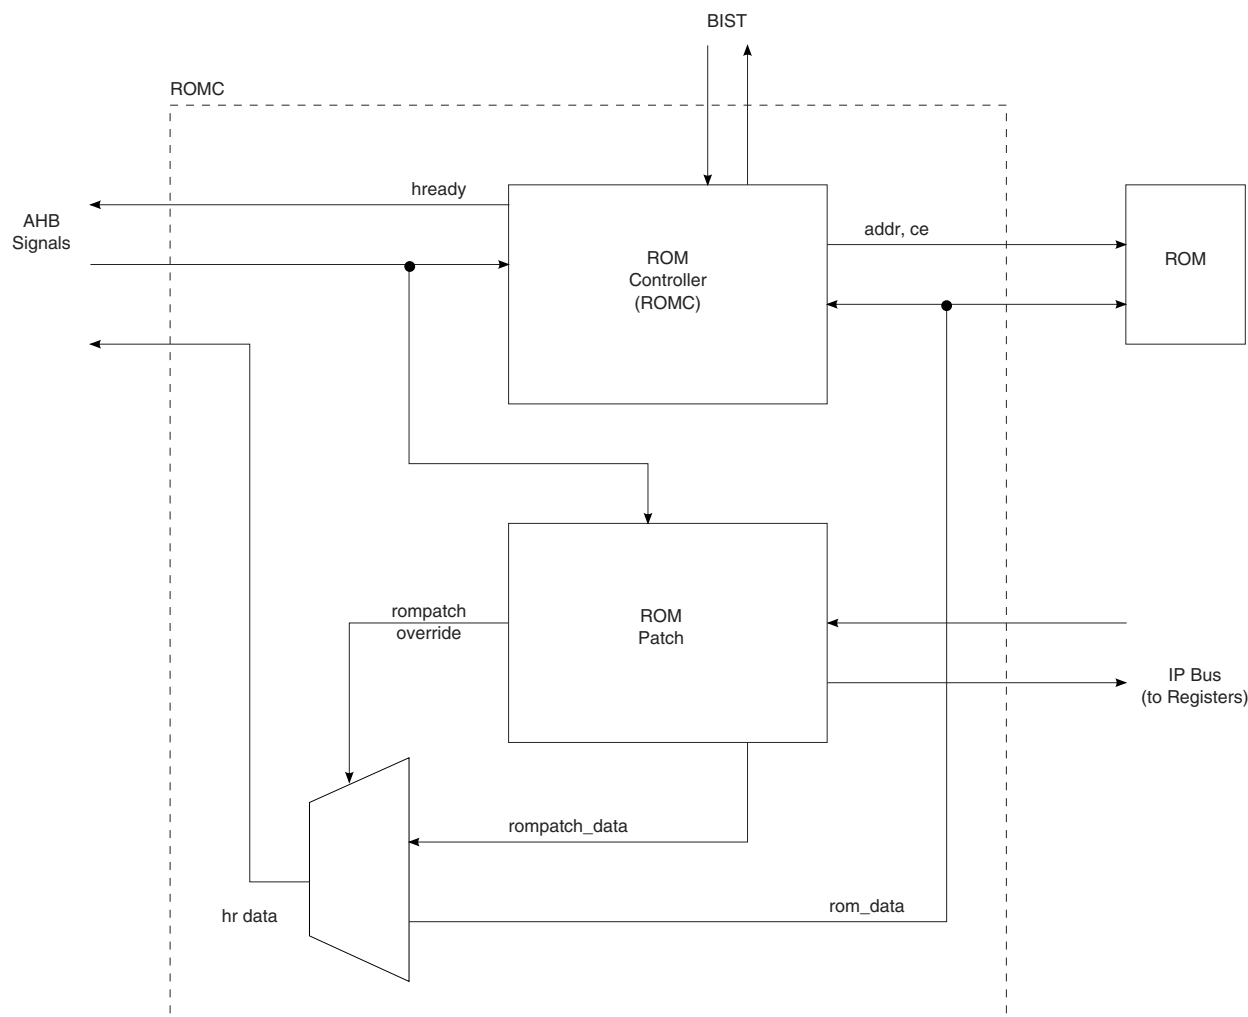 BIST
ROMC
hready
AHB
Signals
addr, ce
ROM
Controller
(ROMC)
ROM
rompatch
override
ROM
Patch
IP Bus
(to Registers)
rompatch_data
rom_data
hr data